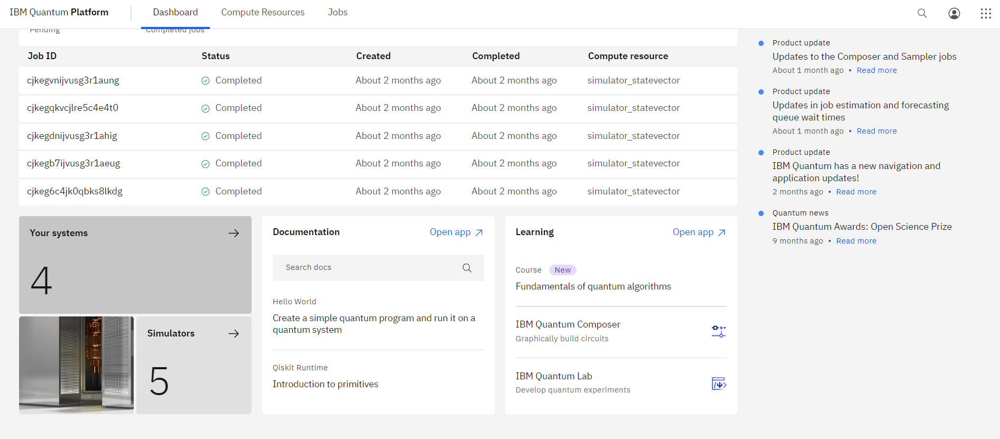 IBM Quantum Platform Dashboard Compute Resources Jobs
Pending Completed jobs
Job ID Status Created Completed Compute resource
cjkegvnijvusg3r1aung Completed About 2 months ago About 2 months ago simulator_statevector
cjkegqkvcjlre5c4e4t0 Completed About 2 months ago About 2 months ago simulator_statevector
cjkegdnijvusg3r1ahig Completed About 2 months ago About 2 months ago simulator_statevector
cjkegb7ijvusg3r1aeug Completed About 2 months ago About 2 months ago simulator_statevector
cjkeg6c4jk0qbks8lkdg Completed About 2 months ago About 2 months ago simulator_statevector
Your systems
4
Simulators
5
Documentation Open app
Search docs
Hello World
Create a simple quantum program and run it on a
quantum system
Qiskit Runtime
Introduction to primitives
Learning Open app
Course New
Fundamentals of quantum algorithms
IBM Quantum Composer
Graphically build circuits
IBM Quantum Lab
Develop quantum experiments
Product update
Updates to the Composer and Sampler jobs
About 1 month ago • Read more
Product update
Updates in job estimation and forecasting
queue wait times
About 1 month ago • Read more
Product update
IBM Quantum has a new navigation and
application updates!
2 months ago • Read more
Quantum news
IBM Quantum Awards: Open Science Prize
9 months ago • Read more